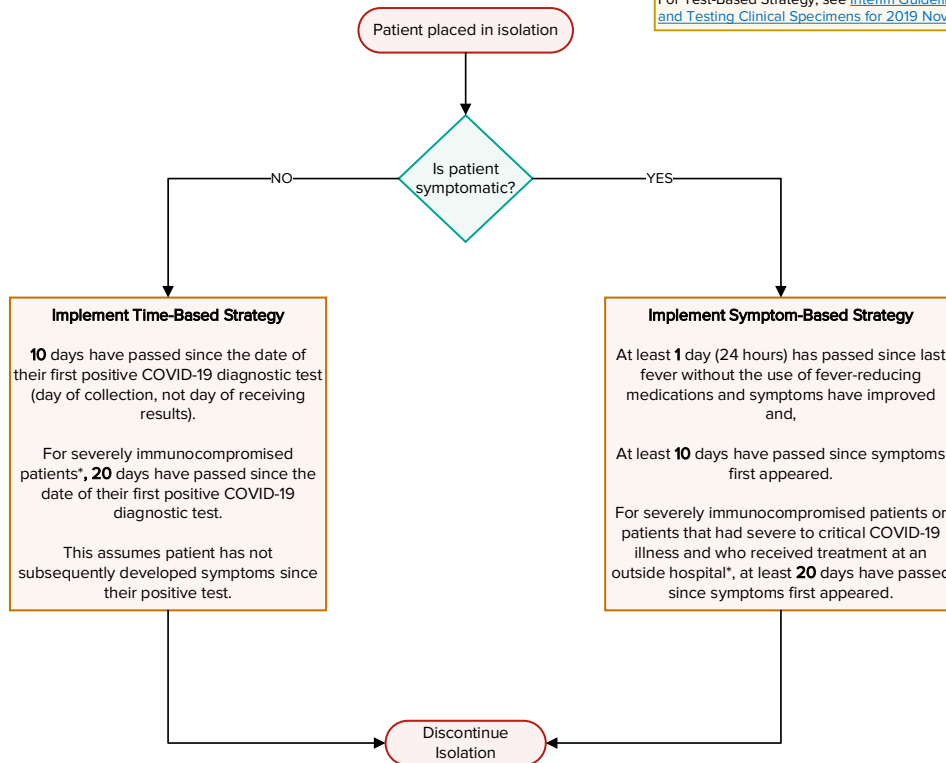 For Test-Based Strategy, see Interim Guidelin
and Testing Clinical Specimens for 2019 Nov
Patient placed in isolation
Is patient
symptomatic?
NO
YES
Implement Time-Based Strategy
10 days have passed since the date of
their first positive COVID-19 diagnostic test
(day of collection, not day of receiving
results).
For severely immunocompromised
patients*, 20 days have passed since the
date of their first positive COVID-19
diagnostic test.
This assumes patient has not
subsequently developed symptoms since
their positive test.
Implement Symptom-Based Strategy
At least 1 day (24 hours) has passed since last
fever without the use of fever-reducing
medications and symptoms have improved
and,
At least 10 days have passed since symptoms
first appeared.
For severely immunocompromised patients or
patients that had severe to critical COVID-19
illness and who received treatment at an
outside hospital*, at least 20 days have passed
since symptoms first appeared.
Discontinue
Isolation